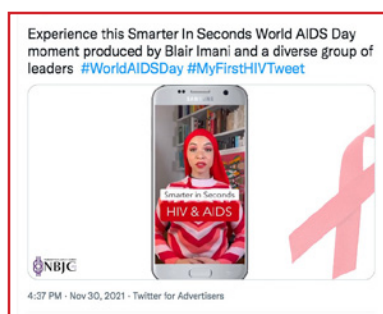 Experience this Smarter In Seconds World AIDS Day
moment produced by Blair Imani and a diverse group of
leaders #WorldAIDSDay #MyFirstHIVTweet
Smarter in Seconds
HIV & AIDS
NBJC
4:37 PM · Nov 30, 2021 · Twitter for Advertisers